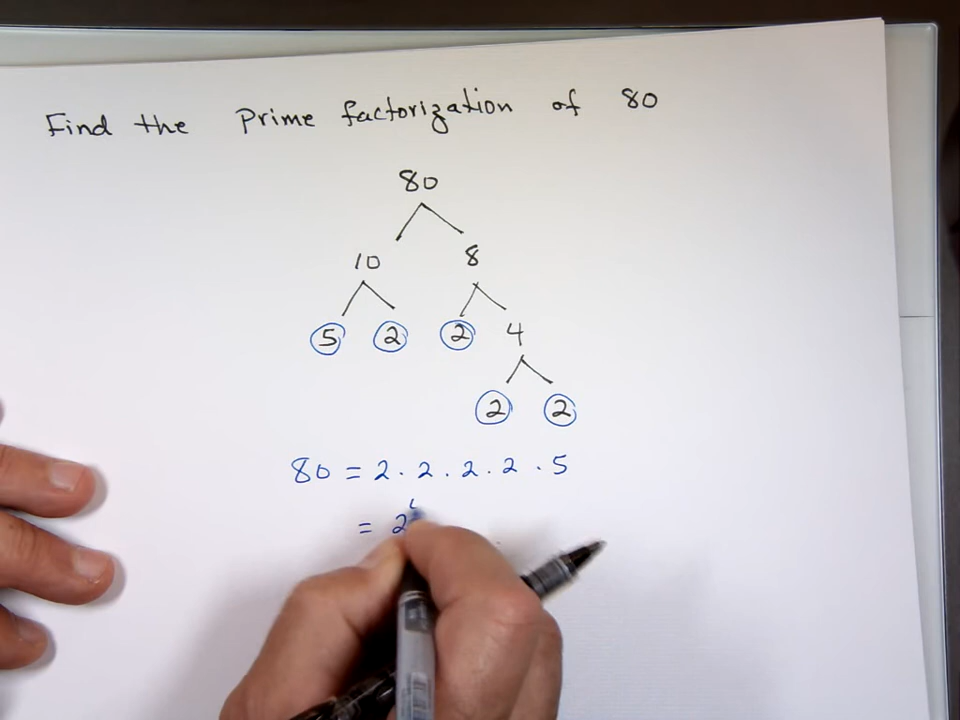 Find the Prime factorization of 80
80
10 8
5 2 2 4
2 2
80 = 2 · 2 · 2 · 2 · 5
= 2